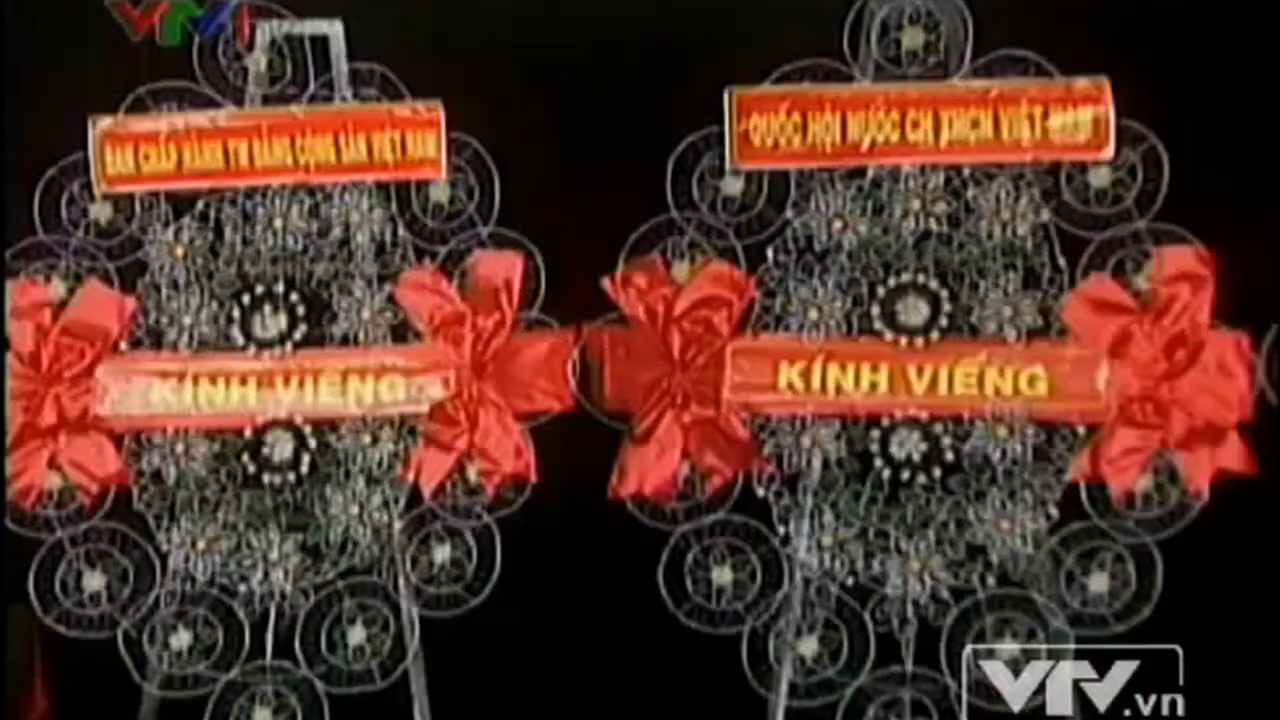 VTV1
BAN CHẤP HÀNH TW ĐẢNG CỘNG SẢN VIỆT NAM
QUỐC HỘI NƯỚC CH XHCN VIỆT NAM
KÍNH VIẾNG
KÍNH VIẾNG
VTV.vn